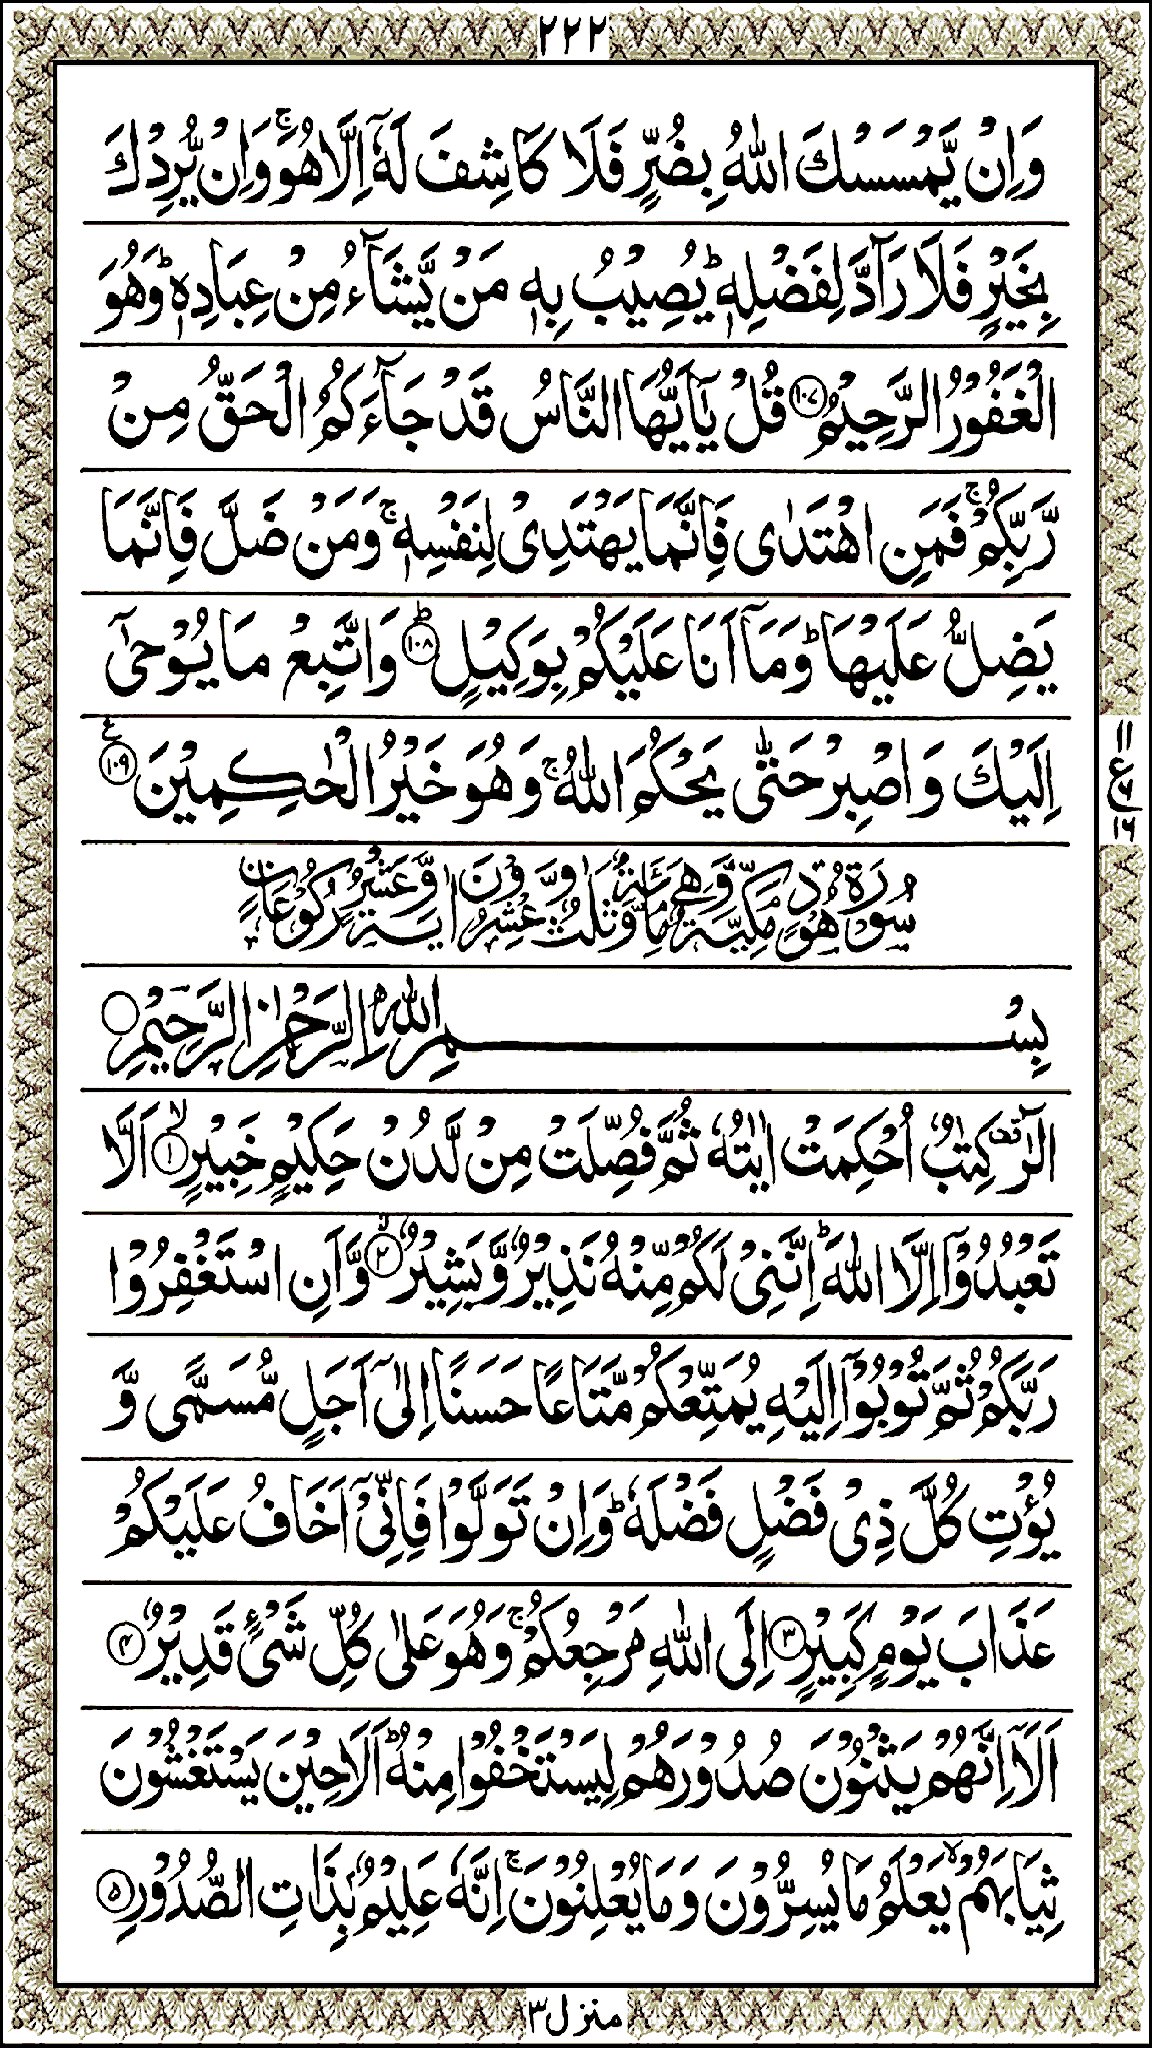 ٢٢٢
وَاِنْ يَّمْسَسْكَ اللّٰهُ بِضُرٍّ فَلَا كَاشِفَ لَهٗۤ اِلَّا هُوَ ۚ وَاِنْ يُّرِدْكَ
بِخَيْرٍ فَلَا رَآدَّ لِفَضْلِهٖ ؕ يُصِيْبُ بِهٖ مَنْ يَّشَآءُ مِنْ عِبَادِهٖ ؕ وَهُوَ
الْغَفُوْرُ الرَّحِيْمُ ﴿١٠٧﴾ قُلْ يٰۤاَيُّهَا النَّاسُ قَدْ جَآءَكُمُ الْحَقُّ مِنْ
رَّبِّكُمْ ۚ فَمَنِ اهْتَدٰى فَاِنَّمَا يَهْتَدِىْ لِنَفْسِهٖ ۚ وَمَنْ ضَلَّ فَاِنَّمَا
يَضِلُّ عَلَيْهَا ؕ وَمَاۤ اَنَا عَلَيْكُمْ بِوَكِيْلٍ ؕ ﴿١٠٨﴾ وَاتَّبِعْ مَا يُوْحٰۤى
اِلَيْكَ وَاصْبِرْ حَتّٰى يَحْكُمَ اللّٰهُ ۚ وَهُوَ خَيْرُ الْحٰكِمِيْنَ ﴿١٠٩﴾ ع
١١
ع ٦
١٦
سُوْرَةُ هُوْدٍ مَكِّيَّةٌ وَّهِىَ مِائَةٌ وَّثَلٰثٌ وَّعِشْرُوْنَ اٰيَةً وَّعَشْرُ رُكُوْعَاتٍ
بِسْمِ اللّٰهِ الرَّحْمٰنِ الرَّحِيْمِ
الٓرٰ ۫ كِتٰبٌ اُحْكِمَتْ اٰيٰتُهٗ ثُمَّ فُصِّلَتْ مِنْ لَّدُنْ حَكِيْمٍ خَبِيْرٍ ۙ ﴿١﴾ اَلَّا
تَعْبُدُوْۤا اِلَّا اللّٰهَ ؕ اِنَّنِىْ لَكُمْ مِّنْهُ نَذِيْرٌ وَّبَشِيْرٌ ۙ ﴿٢﴾ وَّاَنِ اسْتَغْفِرُوْا
رَبَّكُمْ ثُمَّ تُوْبُوْۤا اِلَيْهِ يُمَتِّعْكُمْ مَّتَاعًا حَسَنًا اِلٰۤى اَجَلٍ مُّسَمًّى وَّ
يُؤْتِ كُلَّ ذِىْ فَضْلٍ فَضْلَهٗ ؕ وَاِنْ تَوَلَّوْا فَاِنِّىْۤ اَخَافُ عَلَيْكُمْ
عَذَابَ يَوْمٍ كَبِيْرٍ ﴿٣﴾ اِلَى اللّٰهِ مَرْجِعُكُمْ ۚ وَهُوَ عَلٰى كُلِّ شَىْءٍ قَدِيْرٌ ﴿٤﴾
اَلَاۤ اِنَّهُمْ يَثْنُوْنَ صُدُوْرَهُمْ لِيَسْتَخْفُوْا مِنْهُ ؕ اَلَا حِيْنَ يَسْتَغْشُوْنَ
ثِيَابَهُمْ ۙ يَعْلَمُ مَا يُسِرُّوْنَ وَمَا يُعْلِنُوْنَ ۚ اِنَّهٗ عَلِيْمٌۢ بِذَاتِ الصُّدُوْرِ ﴿٥﴾
منزل ٣